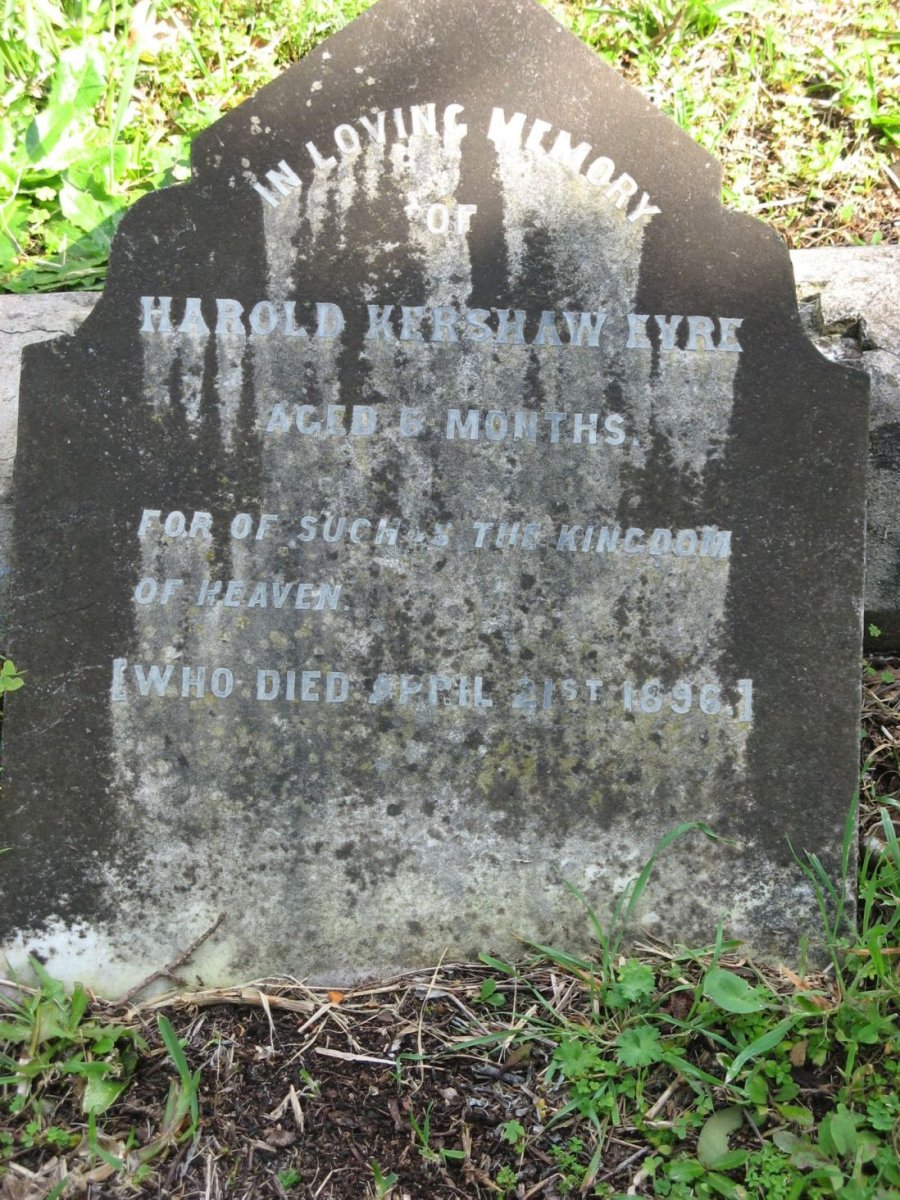 IN LOVING MEMORY
OF
HAROLD KERSHAW EYRE
AGED 6 MONTHS.
FOR OF SUCH IS THE KINGDOM
OF HEAVEN.
[WHO DIED APRIL 21ST 1896.]